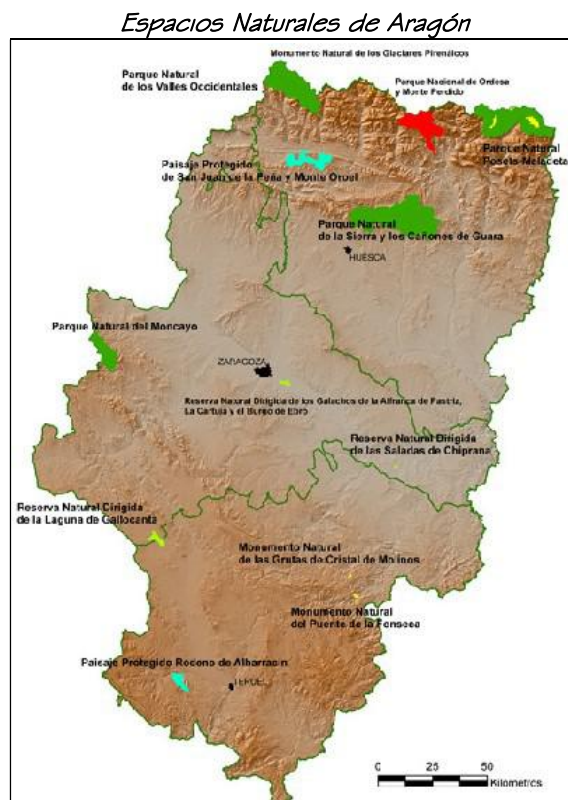 Espacios Naturales de Aragón
Monumento Natural de los Glaciares Pirenáicos
Parque Natural
de los Valles Occidentales
Parque Nacional de Ordesa
y Monte Perdido
Parque Natural
Posets-Maladeta
Paisaje Protegido
de San Juan de la Peña y Monte Oroel
Parque Natural
de la Sierra y los Cañones de Guara
HUESCA
Parque Natural del Moncayo
ZARAGOZA
Reserva Natural Dirigida de los Galachos de la Alfranca de Pastriz,
La Cartuja y el Burgo de Ebro
Reserva Natural Dirigida
de las Saladas de Chiprana
Reserva Natural Dirigida
de la Laguna de Gallocanta
Monumento Natural
de las Grutas de Cristal de Molinos
Monumento Natural
del Puente de la Fonseca
Paisaje Protegido Rodeno de Albarracin
TERUEL
0 25 50
Kilometrcs